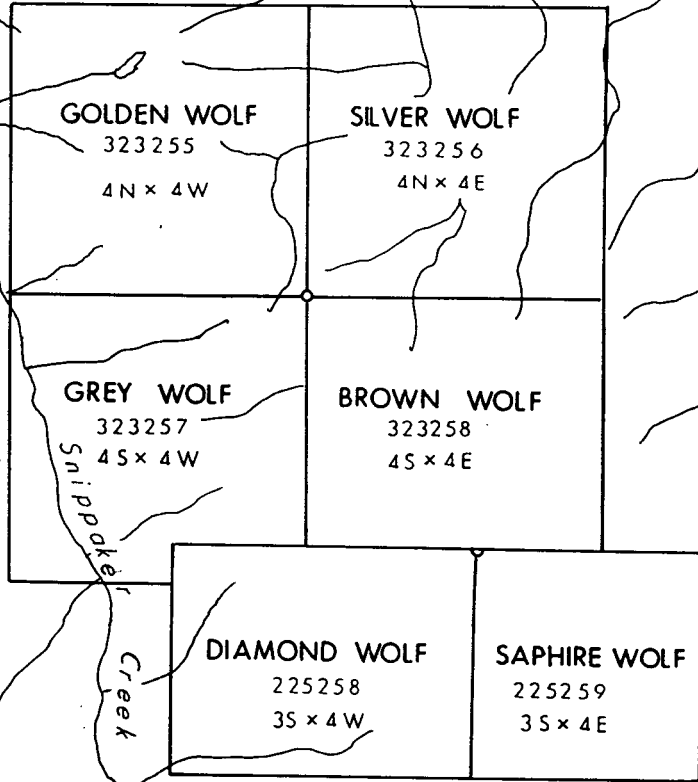 GOLDEN WOLF
323255
4N × 4W
SILVER WOLF
323256
4N × 4E
GREY WOLF
323257
4S × 4W
BROWN WOLF
323258
4S × 4E
Snippaker Creek
DIAMOND WOLF
225258
3S × 4W
SAPHIRE WOLF
225259
3S × 4E